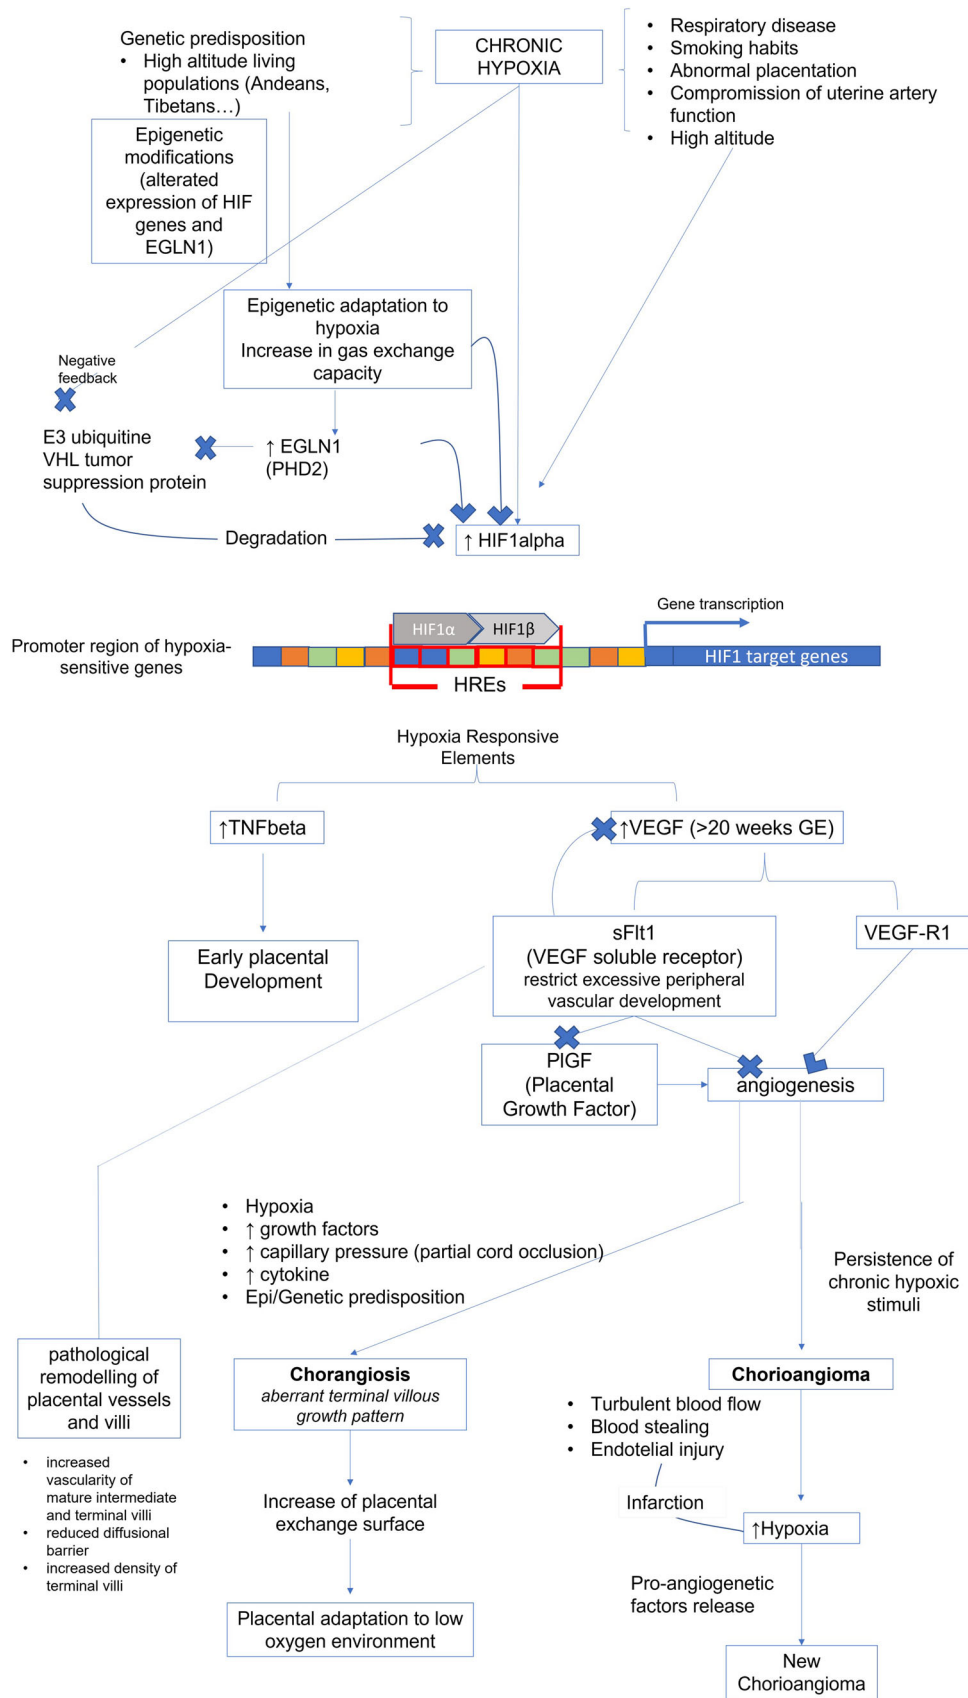 Genetic predisposition
• High altitude living
populations (Andeans,
Tibetans…)
CHRONIC
HYPOXIA
• Respiratory disease
• Smoking habits
• Abnormal placentation
• Compromission of uterine artery
function
• High altitude
Epigenetic
modifications
(alterated
expression of HIF
genes and
EGLN1)
Epigenetic adaptation to
hypoxia
Increase in gas exchange
capacity
Negative
feedback
E3 ubiquitine
VHL tumor
suppression protein
↑ EGLN1
(PHD2)
Degradation
↑ HIF1alpha
Promoter region of hypoxia-
sensitive genes
HIF1α
HIF1β
Gene transcription
HIF1 target genes
HREs
Hypoxia Responsive
Elements
↑TNFbeta
↑VEGF (>20 weeks GE)
Early placental
Development
sFlt1
(VEGF soluble receptor)
restrict excessive peripheral
vascular development
VEGF-R1
PlGF
(Placental
Growth Factor)
angiogenesis
• Hypoxia
• ↑ growth factors
• ↑ capillary pressure (partial cord occlusion)
• ↑ cytokine
• Epi/Genetic predisposition
Persistence of
chronic hypoxic
stimuli
pathological
remodelling of
placental vessels
and villi
• increased
vascularity of
mature intermediate
and terminal villi
• reduced diffusional
barrier
• increased density of
terminal villi
Chorangiosis
aberrant terminal villous
growth pattern
Increase of placental
exchange surface
Placental adaptation to low
oxygen environment
Chorioangioma
• Turbulent blood flow
• Blood stealing
• Endotelial injury
Infarction
↑Hypoxia
Pro-angiogenetic
factors release
New
Chorioangioma